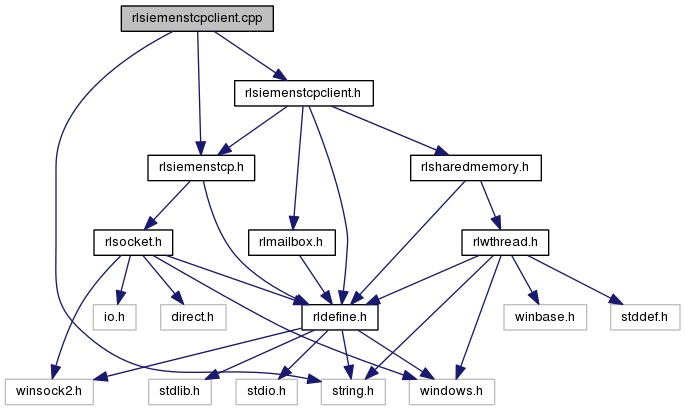 rlsiemenstcpclient.cpp
rlsiemenstcpclient.h
rlsiemenstcp.h
rlsharedmemory.h
rlsocket.h
rlmailbox.h
rlwthread.h
io.h
direct.h
rldefine.h
winbase.h
stddef.h
winsock2.h
stdlib.h
stdio.h
string.h
windows.h